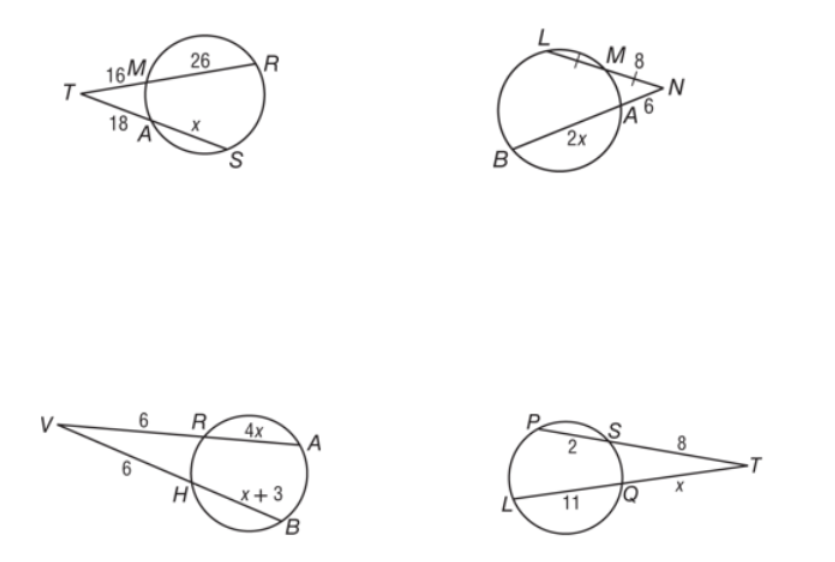 16 M 26 R
T
18 A x
S
L M 8
N
A 6
2x
B
V 6 R 4x A
6
H x + 3
B
P S 8
2 T
L 11 Q x